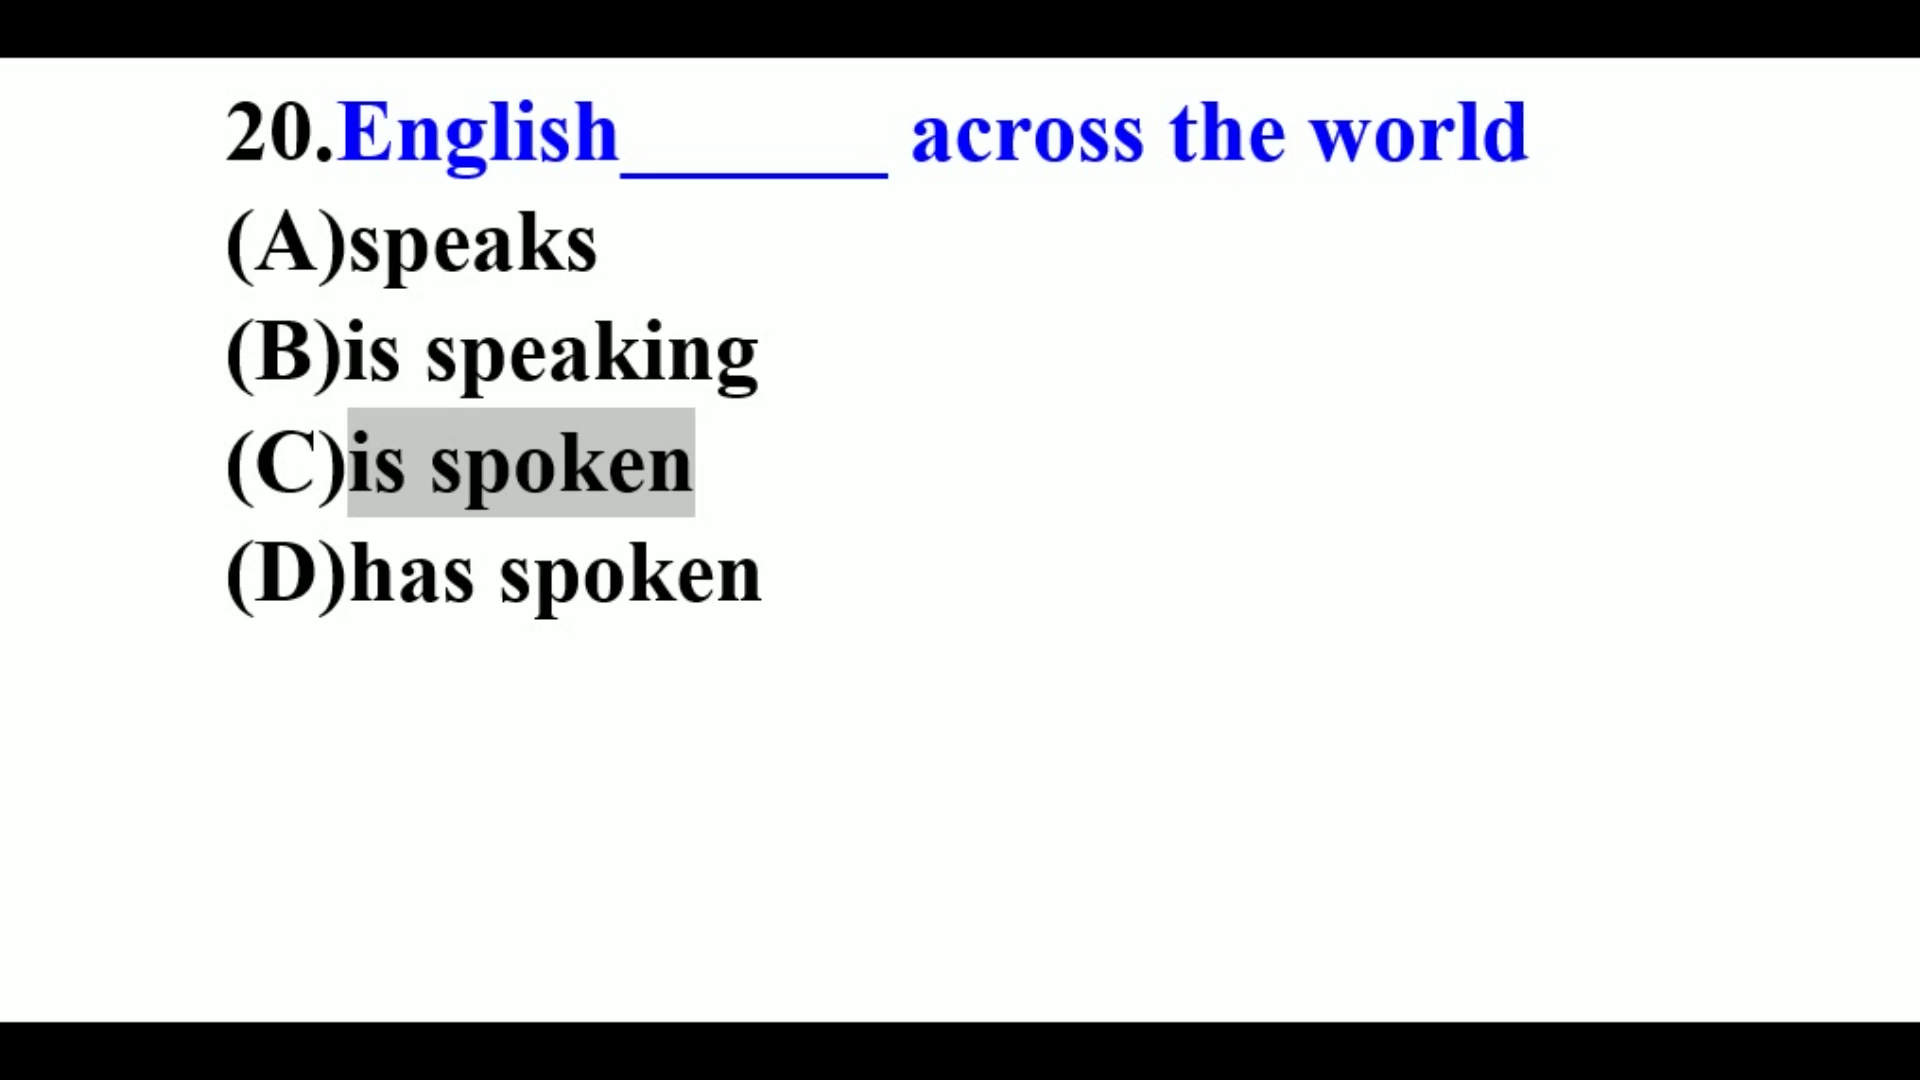 20.English______ across the world
(A)speaks
(B)is speaking
(C)is spoken
(D)has spoken